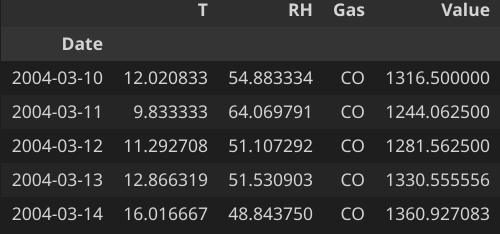 T RH Gas Value
Date
2004-03-10 12.020833 54.883334 CO 1316.500000
2004-03-11 9.833333 64.069791 CO 1244.062500
2004-03-12 11.292708 51.107292 CO 1281.562500
2004-03-13 12.866319 51.530903 CO 1330.555556
2004-03-14 16.016667 48.843750 CO 1360.927083